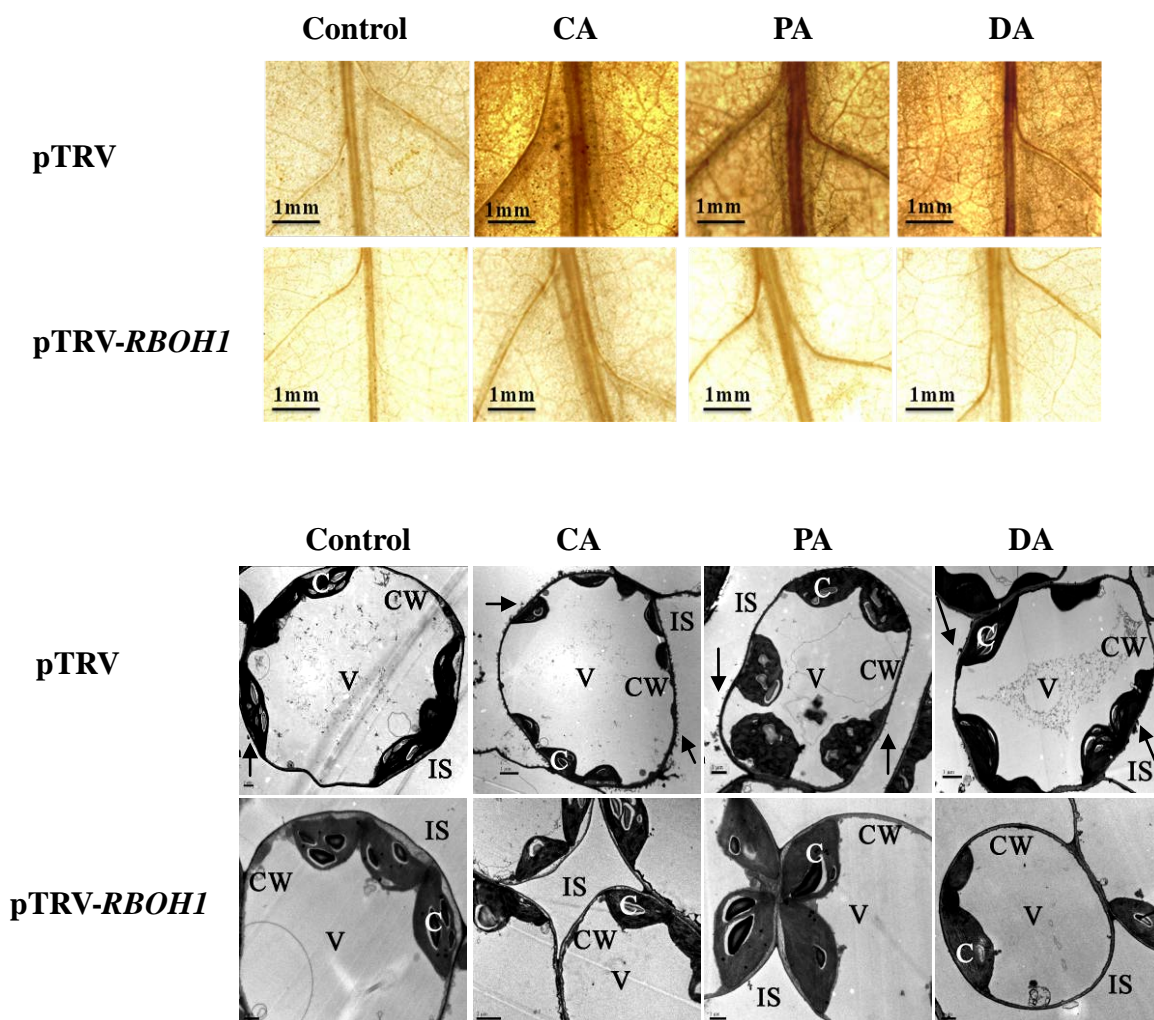 Control CA PA DA
pTRV
1mm 1mm 1mm 1mm
pTRV-RBOH1
1mm 1mm 1mm 1mm
Control CA PA DA
pTRV
C CW V IS
C IS CW V C
IS C V CW
C CW V IS
pTRV-RBOH1
IS CW C V
IS C CW V
CW C V IS
CW V C IS